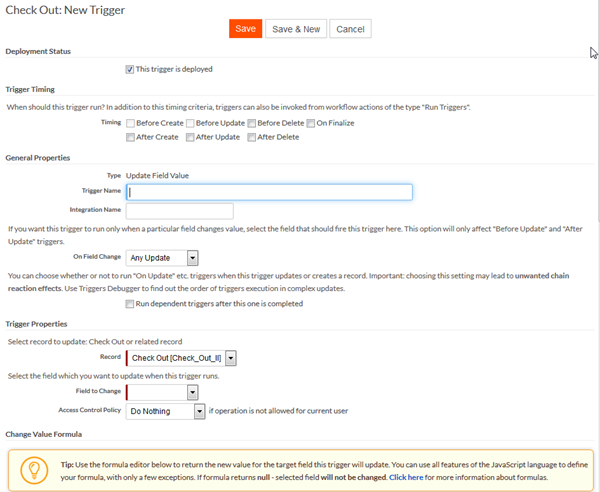 Check Out: New Trigger
Save Save & New Cancel
Deployment Status
This trigger is deployed
Trigger Timing
When should this trigger run? In addition to this timing criteria, triggers can also be invoked from workflow actions of the type "Run Triggers".
Timing Before Create Before Update Before Delete On Finalize
After Create After Update After Delete
General Properties
Type Update Field Value
Trigger Name
Integration Name
If you want this trigger to run only when a particular field changes value, select the field that should fire this trigger here. This option will only affect "Before Update" and "After
Update" triggers.
On Field Change Any Update
You can choose whether or not to run "On Update" etc. triggers when this trigger updates or creates a record. Important: choosing this setting may lead to unwanted chain
reaction effects. Use Triggers Debugger to find out the order of triggers execution in complex updates.
Run dependent triggers after this one is completed
Trigger Properties
Select record to update: Check Out or related record
Record Check Out [Check_Out_II]
Select the field which you want to update when this trigger runs.
Field to Change
Access Control Policy Do Nothing if operation is not allowed for current user
Change Value Formula
Tip: Use the formula editor below to return the new value for the target field this trigger will update. You can use all features of the JavaScript language to define
your formula, with only a few exceptions. If formula returns null - selected field will not be changed. Click here for more information about formulas.